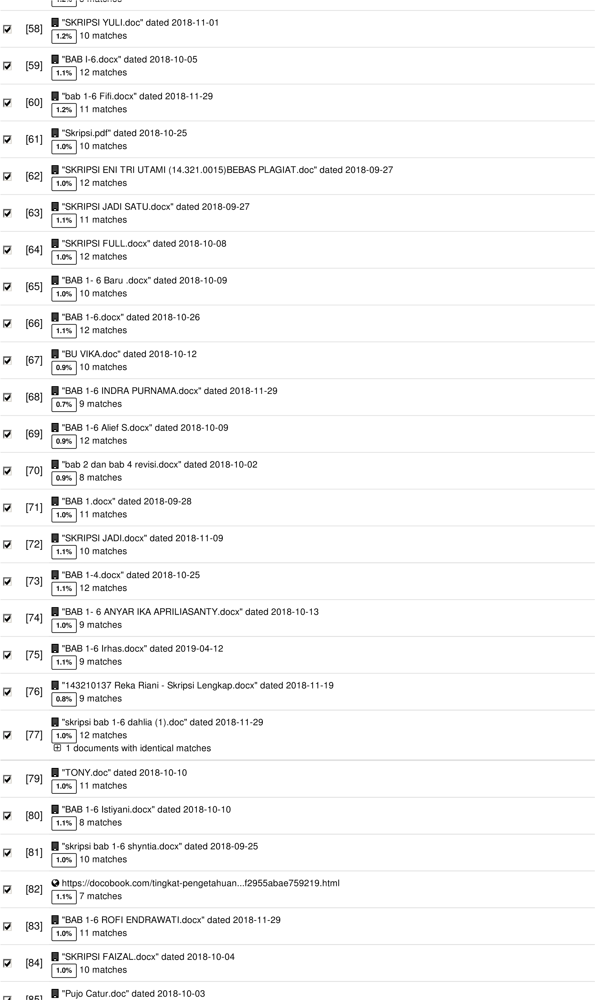 [58]
"SKRIPSI YULI.doc" dated 2018-11-01
1.2% 10 matches
[59]
"BAB I-6.docx" dated 2018-10-05
1.1% 12 matches
[60]
"bab 1-6 Fifi.docx" dated 2018-11-29
1.2% 11 matches
[61]
"Skripsi.pdf" dated 2018-10-25
1.0% 10 matches
[62]
"SKRIPSI ENI TRI UTAMI (14.321.0015)BEBAS PLAGIAT.doc" dated 2018-09-27
1.0% 12 matches
[63]
"SKRIPSI JADI SATU.docx" dated 2018-09-27
1.1% 11 matches
[64]
"SKRIPSI FULL.docx" dated 2018-10-08
1.0% 12 matches
[65]
"BAB 1- 6 Baru .docx" dated 2018-10-09
1.0% 10 matches
[66]
"BAB 1-6.docx" dated 2018-10-26
1.1% 12 matches
[67]
"BU VIKA.doc" dated 2018-10-12
0.9% 10 matches
[68]
"BAB 1-6 INDRA PURNAMA.docx" dated 2018-11-29
0.7% 9 matches
[69]
"BAB 1-6 Alief S.docx" dated 2018-10-09
0.9% 12 matches
[70]
"bab 2 dan bab 4 revisi.docx" dated 2018-10-02
0.9% 8 matches
[71]
"BAB 1.docx" dated 2018-09-28
1.0% 11 matches
[72]
"SKRIPSI JADI.docx" dated 2018-11-09
1.1% 10 matches
[73]
"BAB 1-4.docx" dated 2018-10-25
1.1% 12 matches
[74]
"BAB 1- 6 ANYAR IKA APRILIASANTY.docx" dated 2018-10-13
1.0% 9 matches
[75]
"BAB 1-6 Irhas.docx" dated 2019-04-12
1.1% 9 matches
[76]
"143210137 Reka Riani - Skripsi Lengkap.docx" dated 2018-11-19
0.8% 9 matches
[77]
"skripsi bab 1-6 dahlia (1).doc" dated 2018-11-29
1.0% 12 matches
1 documents with identical matches
[79]
"TONY.doc" dated 2018-10-10
1.0% 11 matches
[80]
"BAB 1-6 Istiyani.docx" dated 2018-10-10
1.1% 8 matches
[81]
"skripsi bab 1-6 shyntia.docx" dated 2018-09-25
1.0% 10 matches
[82]
https://docobook.com/tingkat-pengetahuan...f2955abae759219.html
1.1% 7 matches
[83]
"BAB 1-6 ROFI ENDRAWATI.docx" dated 2018-11-29
1.0% 11 matches
[84]
"SKRIPSI FAIZAL.docx" dated 2018-10-04
1.0% 10 matches
[85]
"Pujo Catur.doc" dated 2018-10-03